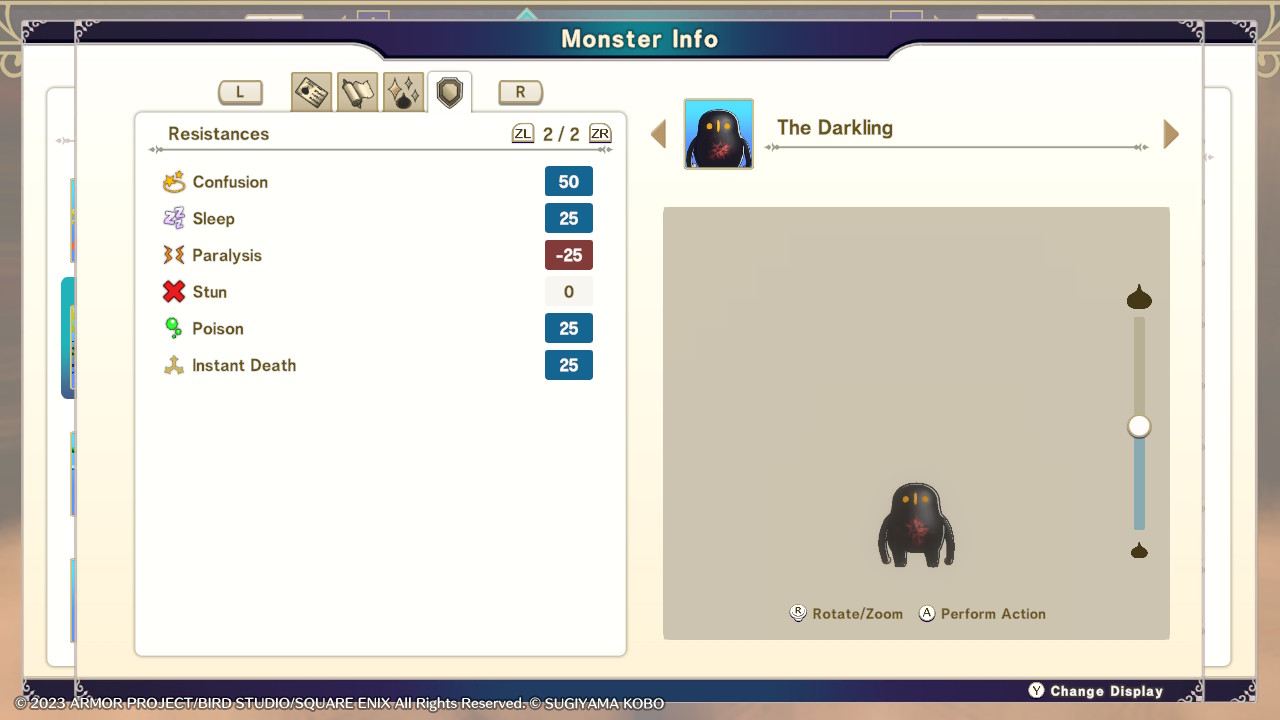 Monster Info
L
R
Resistances
ZL 2 / 2 ZR
Confusion 50
Sleep 25
Paralysis -25
Stun 0
Poison 25
Instant Death 25
The Darkling
R Rotate/Zoom A Perform Action
Y Change Display
© 2023 ARMOR PROJECT/BIRD STUDIO/SQUARE ENIX All Rights Reserved. © SUGIYAMA KOBO